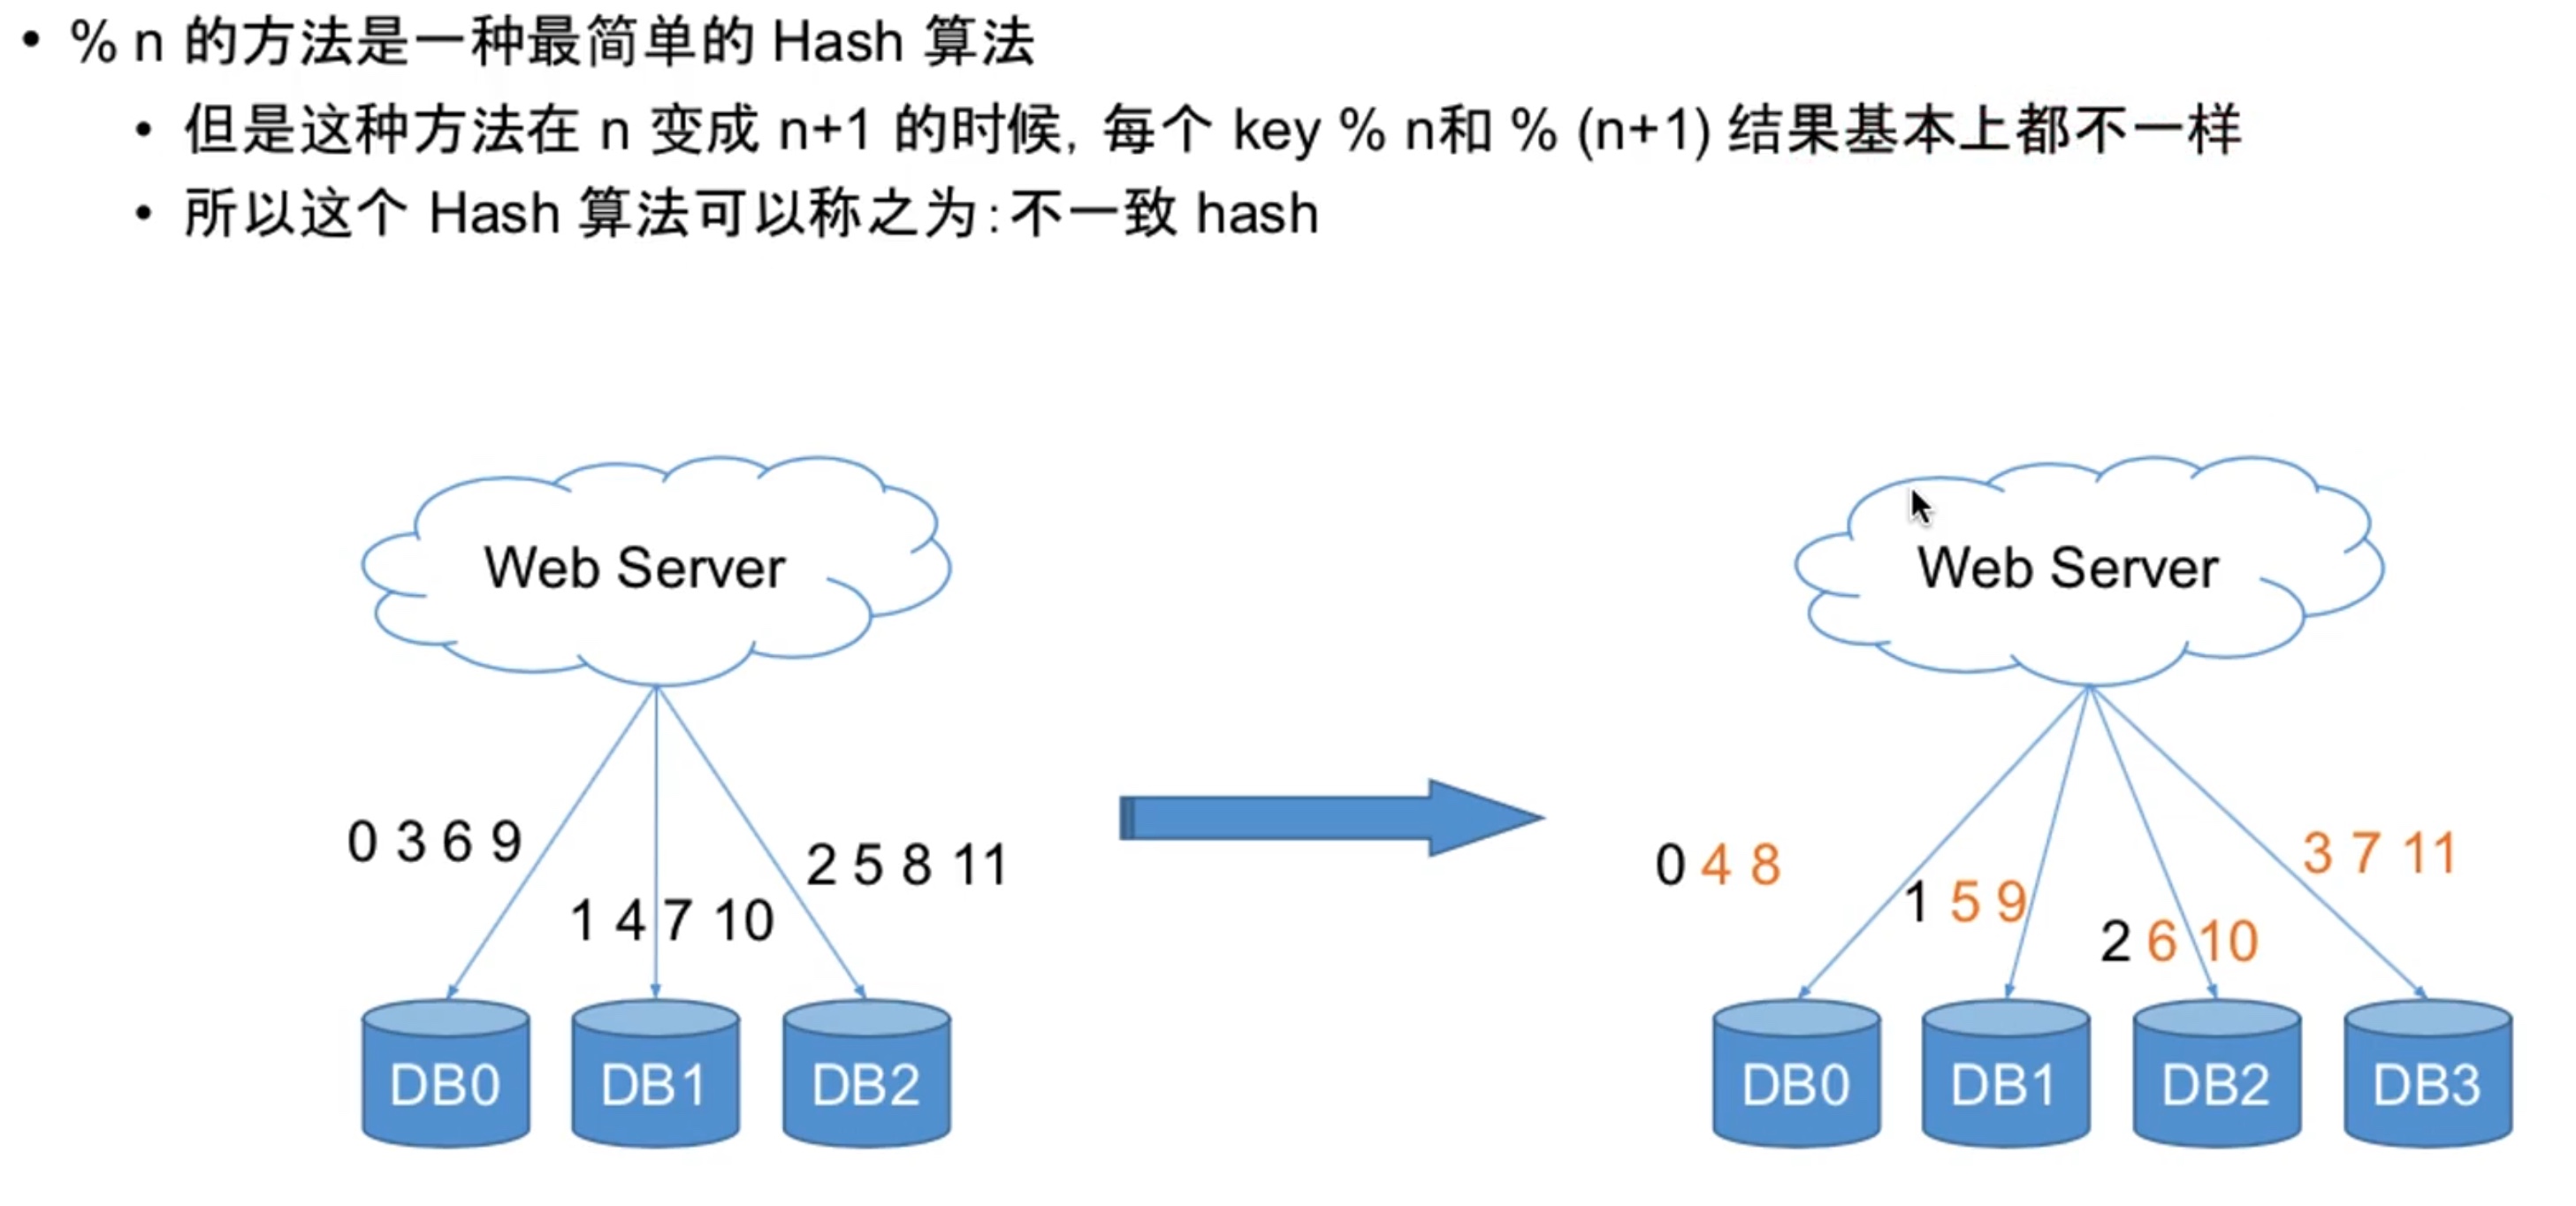 • % n 的方法是一种最简单的 Hash 算法
• 但是这种方法在 n 变成 n+1 的时候, 每个 key % n和 % (n+1) 结果基本上都不一样
• 所以这个 Hash 算法可以称之为:不一致 hash
Web Server
0 3 6 9
1 4 7 10
2 5 8 11
DB0
DB1
DB2
Web Server
0 4 8
1 5 9
2 6 10
3 7 11
DB0
DB1
DB2
DB3